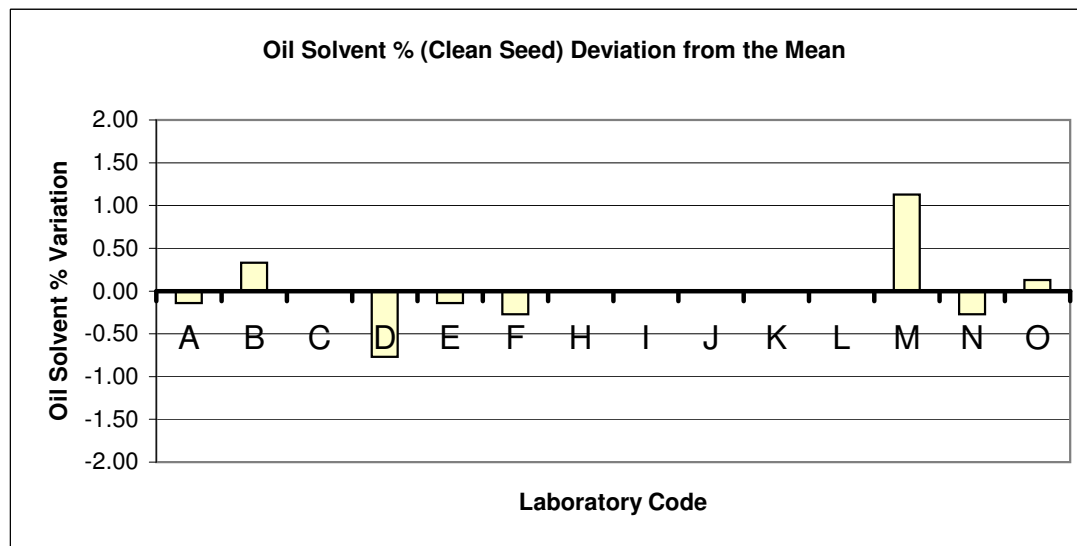 Oil Solvent % (Clean Seed) Deviation from the Mean
2.00
1.50
1.00
0.50
0.00
-0.50
-1.00
-1.50
-2.00
Oil Solvent % Variation
A B C D E F H I J K L M N O
Laboratory Code